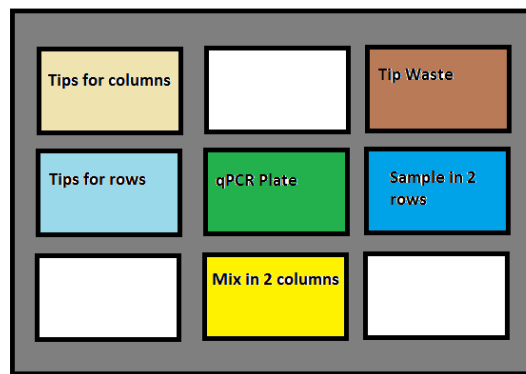 Tips for columns
Tip Waste
Tips for rows
qPCR Plate
Sample in 2
rows
Mix in 2 columns